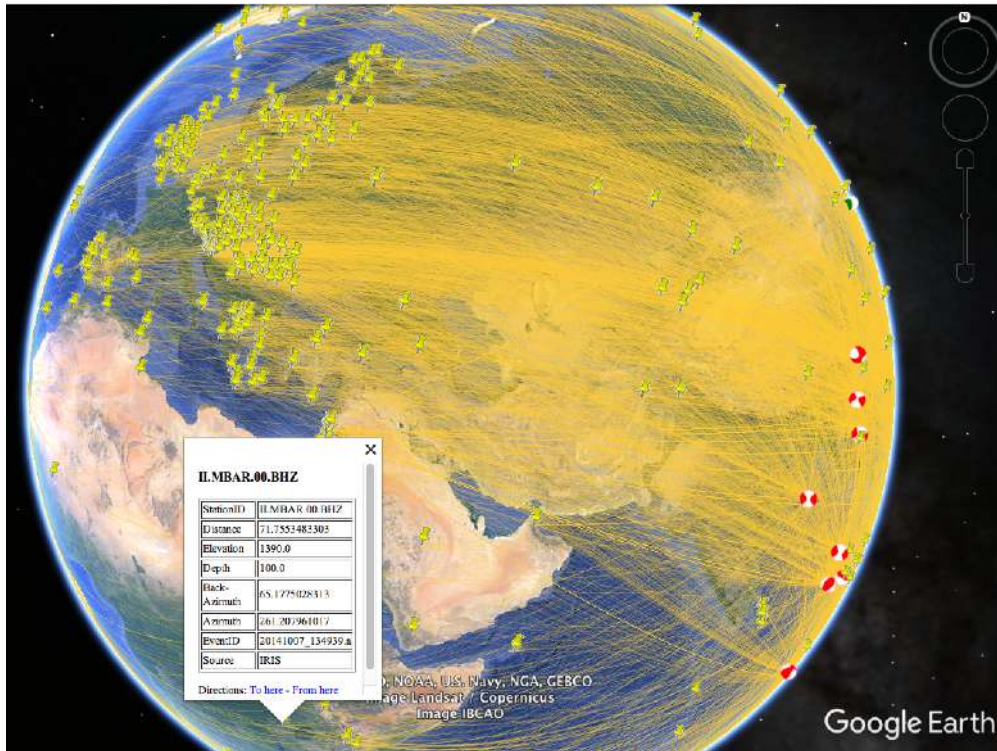 N
II.MBAR.00.BHZ
StationID II.MBAR.00.BHZ
Distance 71.7553483303
Elevation 1390.0
Depth 100.0
Back-
Azimuth 65.1775028313
Azimuth 261.207961017
EventID 20141007_134939.a
Source IRIS
Directions: To here - From here
O, NOAA, U.S. Navy, NGA, GEBCO
Image Landsat / Copernicus
Image IBCAO
Google Earth